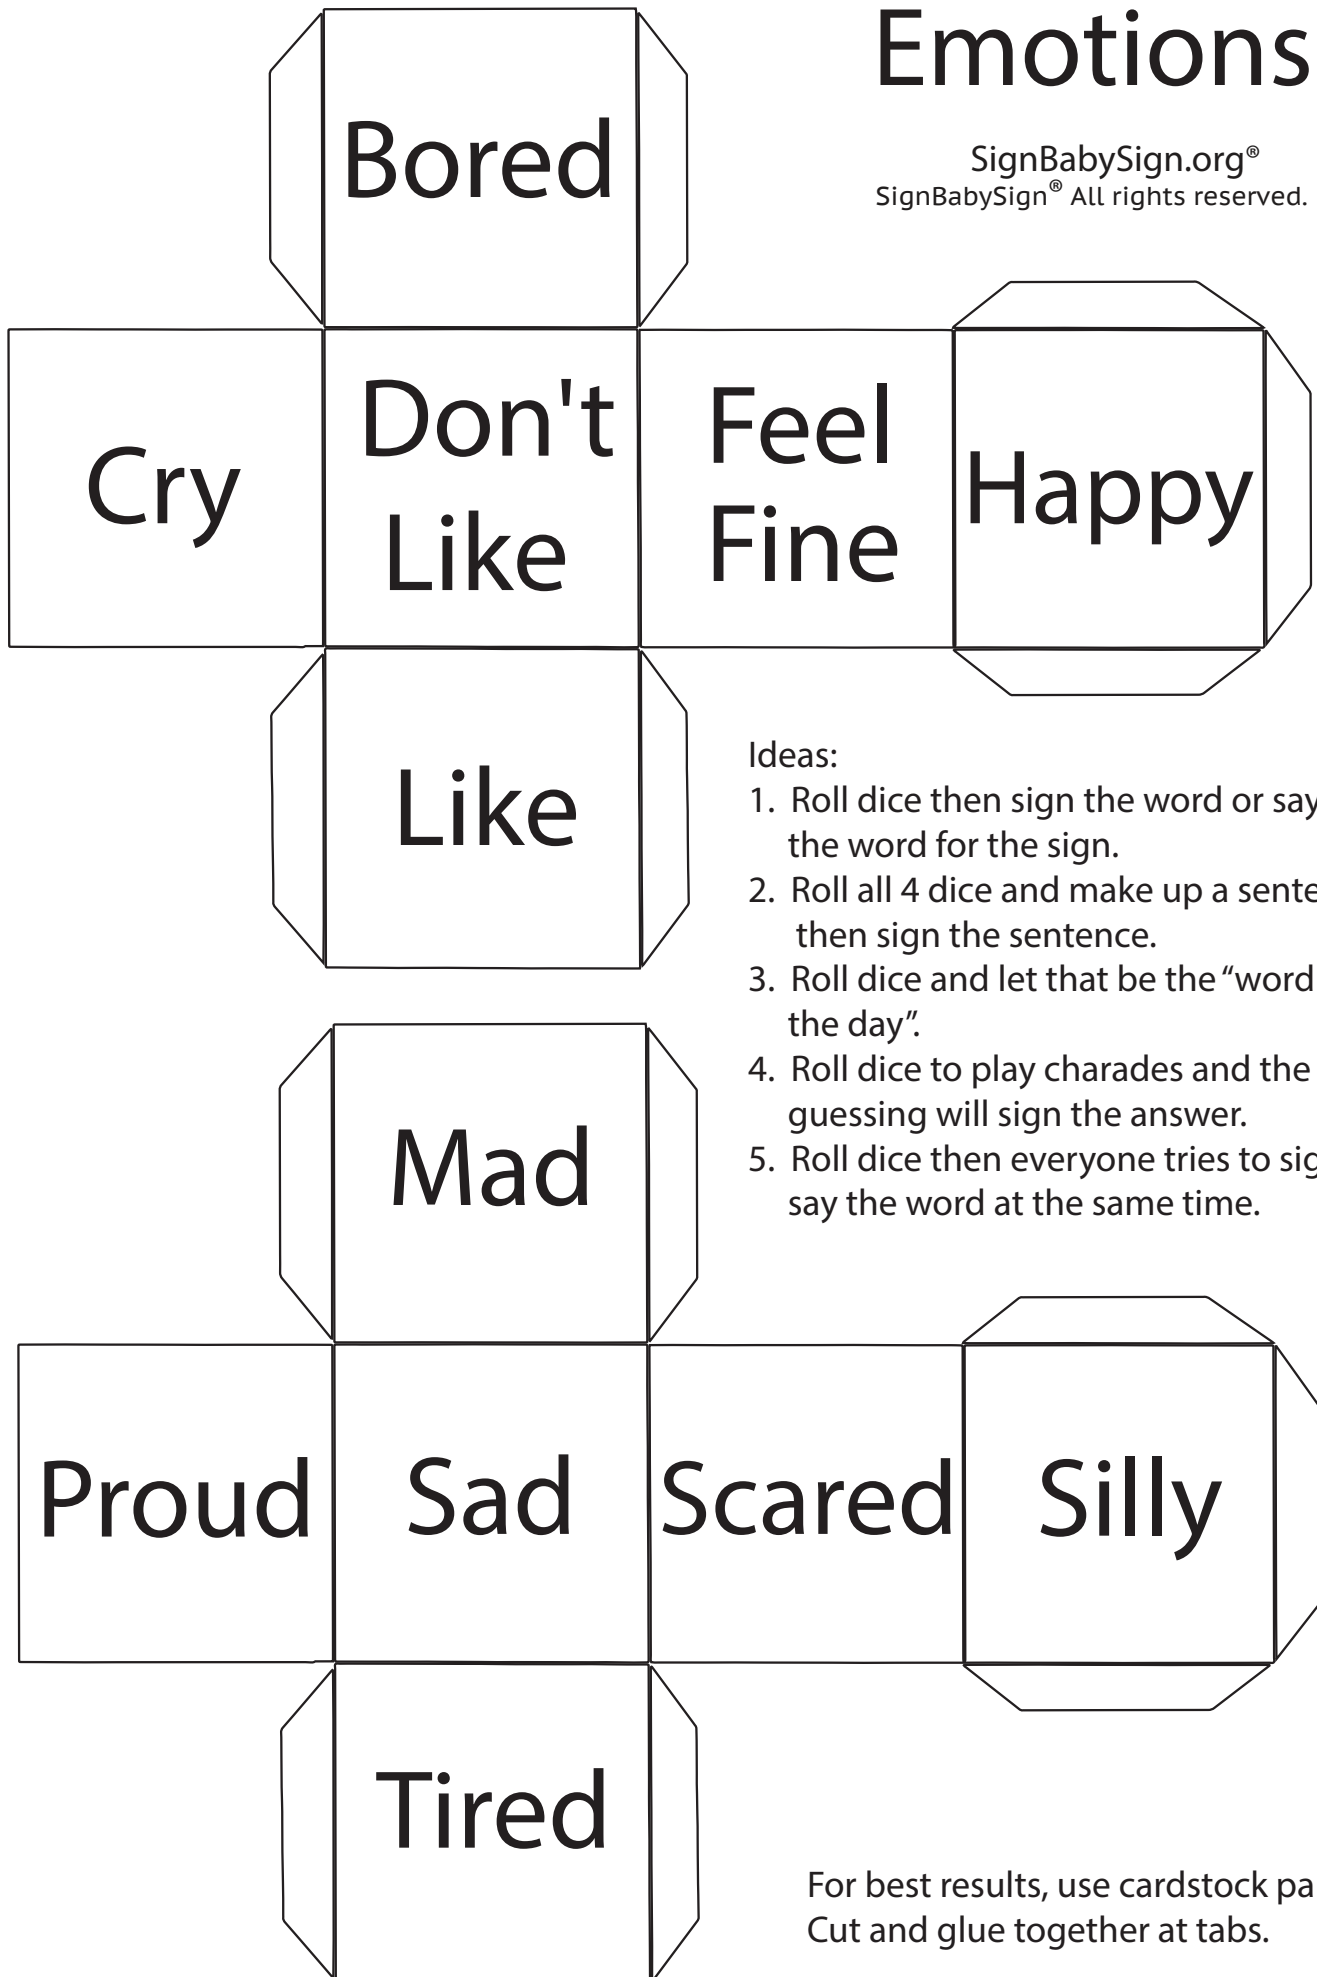 Emotions
SignBabySign.org®
SignBabySign® All rights reserved.
Bored
Cry
Don't
Like
Feel
Fine
Happy
Like
Ideas:
1. Roll dice then sign the word or say
the word for the sign.
2. Roll all 4 dice and make up a
then sign the sentence.
3. Roll dice and let that be the “word
the day”.
4. Roll dice to play charades and the
guessing will sign the answer.
5. Roll dice then everyone tries to
say the word at the same time.
Mad
Proud
Sad
Scared
Silly
Tired
For best results, use cardstock
Cut and glue together at tabs.